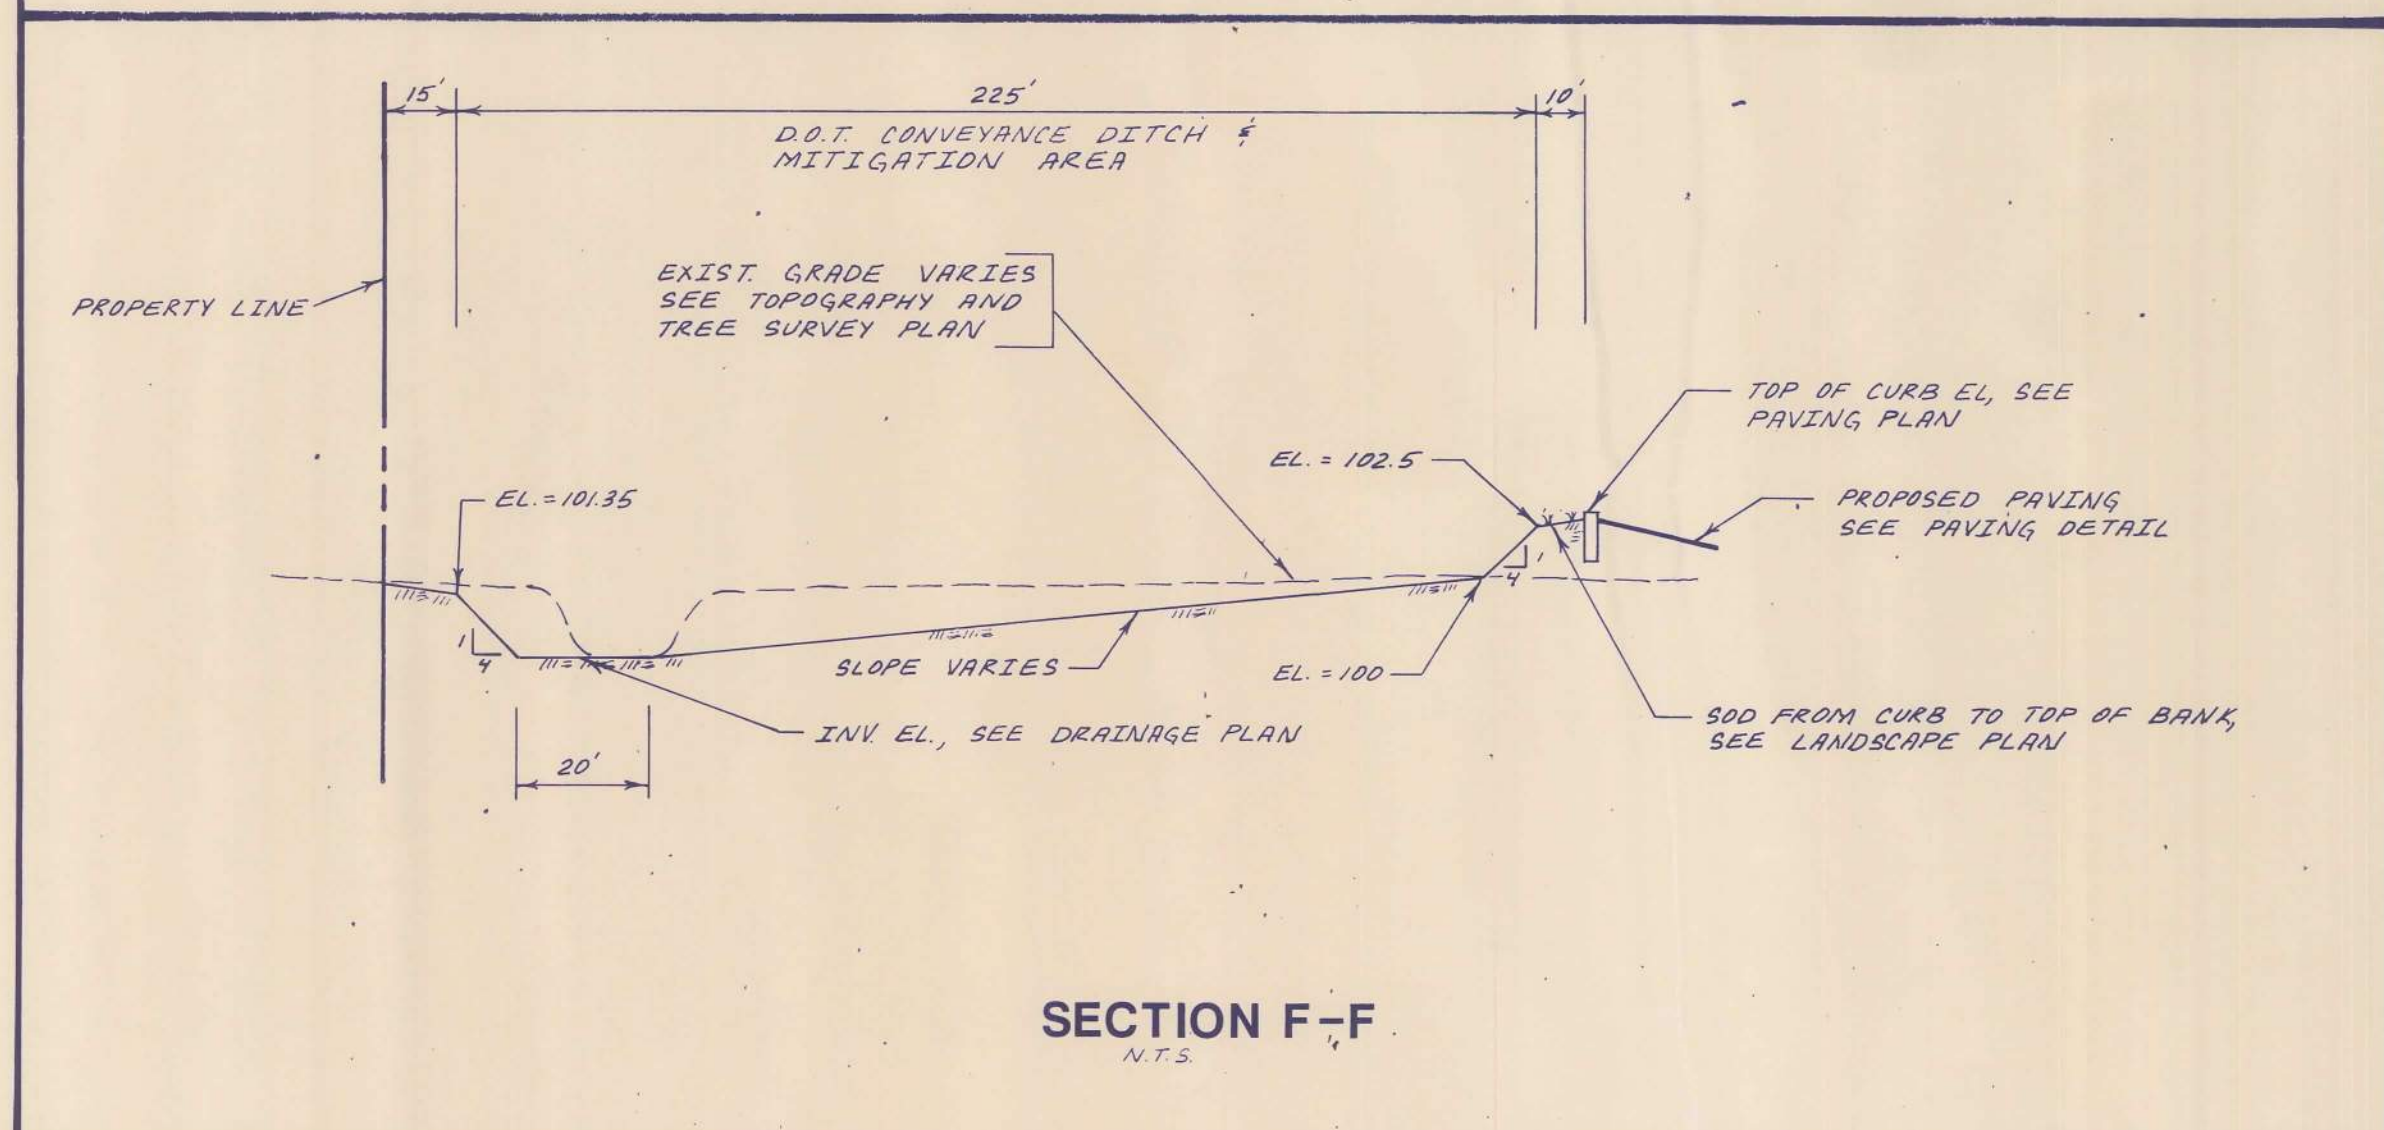 15'
225'
10'
D.O.T. CONVEYANCE DITCH &
MITIGATION AREA
EXIST. GRADE VARIES
SEE TOPOGRAPHY AND
TREE SURVEY PLAN
PROPERTY LINE
TOP OF CURB EL, SEE
PAVING PLAN
EL. = 102.5
EL. = 101.35
PROPOSED PAVING
SEE PAVING DETAIL
1
4
1
4
SLOPE VARIES
EL. = 100
INV. EL., SEE DRAINAGE PLAN
SOD FROM CURB TO TOP OF BANK,
SEE LANDSCAPE PLAN
20'
SECTION F-F
N.T.S.